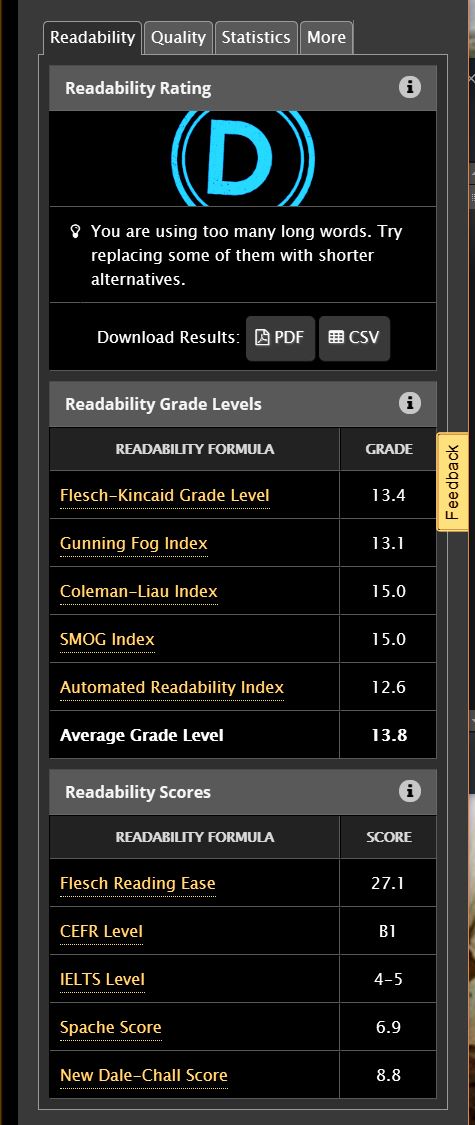 Readability Quality Statistics More
Readability Rating
D
You are using too many long words. Try
replacing some of them with shorter
alternatives.
Download Results: PDF CSV
Readability Grade Levels
READABILITY FORMULA GRADE
Feedback
Flesch-Kincaid Grade Level 13.4
Gunning Fog Index 13.1
Coleman-Liau Index 15.0
SMOG Index 15.0
Automated Readability Index 12.6
Average Grade Level 13.8
Readability Scores
READABILITY FORMULA SCORE
Flesch Reading Ease 27.1
CEFR Level B1
IELTS Level 4-5
Spache Score 6.9
New Dale-Chall Score 8.8